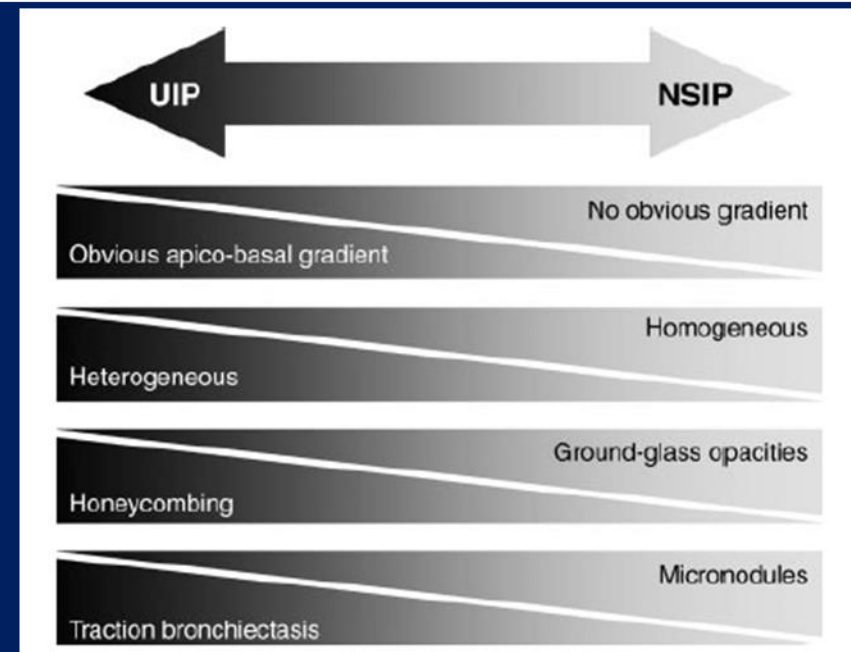 UIP NSIP
No obvious gradient
Obvious apico-basal gradient
Homogeneous
Heterogeneous
Ground-glass opacities
Honeycombing
Micronodules
Traction bronchiectasis